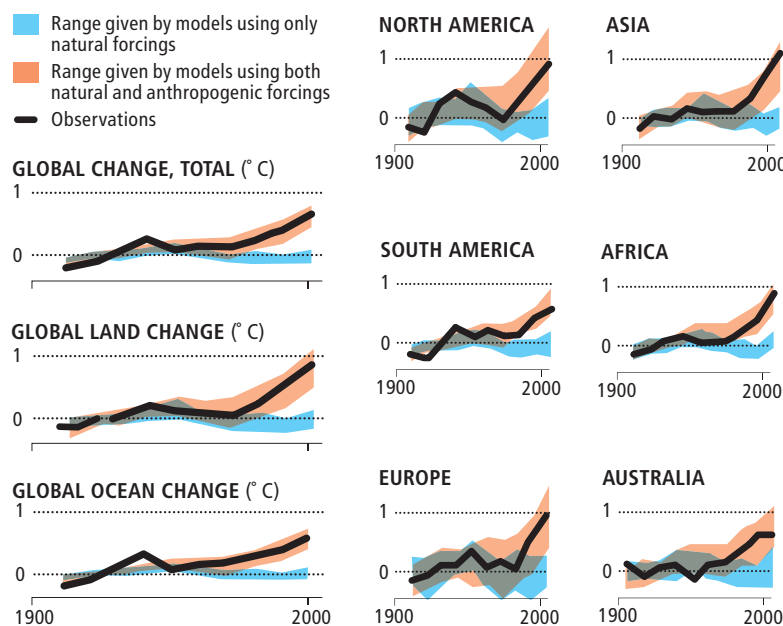 Range given by models using only
natural forcings
Range given by models using both
natural and anthropogenic forcings
Observations
GLOBAL CHANGE, TOTAL (˚ C)
1
0
GLOBAL LAND CHANGE (˚ C)
1
0
GLOBAL OCEAN CHANGE (˚ C)
1
0
1900
2000
NORTH AMERICA
1
0
1900
2000
ASIA
1
0
1900
2000
SOUTH AMERICA
1
0
1900
2000
AFRICA
1
0
1900
2000
EUROPE
1
0
1900
2000
AUSTRALIA
1
0
1900
2000